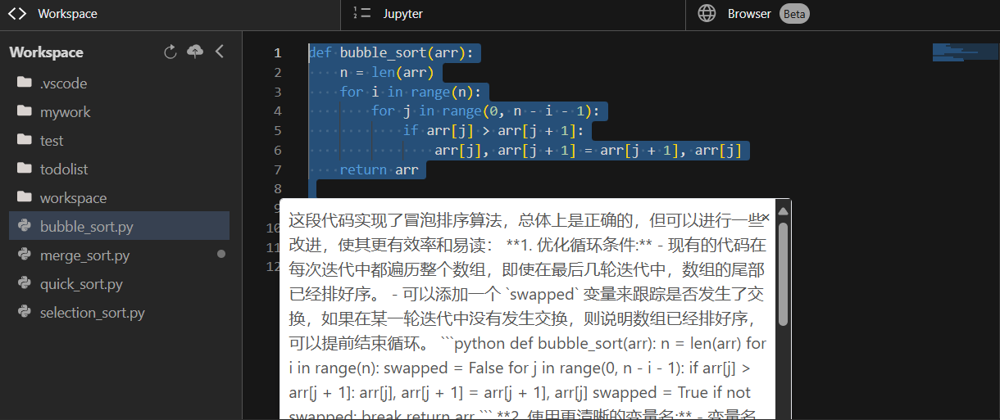 Workspace
Jupyter
Browser Beta
Workspace
.vscode
mywork
test
todolist
workspace
bubble_sort.py
merge_sort.py
quick_sort.py
selection_sort.py
1 def bubble_sort(arr):
2 n = len(arr)
3 for i in range(n):
4 for j in range(0, n - i - 1):
5 if arr[j] > arr[j + 1]:
6 arr[j], arr[j + 1] = arr[j + 1], arr[j]
7 return arr
8
9
10
11
12
这段代码实现了冒泡排序算法，总体上是正确的，但可以进行一些
改进，使其更有效率和易读： **1. 优化循环条件:** - 现有的代码在
每次迭代中都遍历整个数组，即使在最后几轮迭代中，数组的尾部
已经排好序。 - 可以添加一个 `swapped` 变量来跟踪是否发生了交
换，如果在某一轮迭代中没有发生交换，则说明数组已经排好序，
可以提前结束循环。 ```python def bubble_sort(arr): n = len(arr) for
i in range(n): swapped = False for j in range(0, n - i - 1): if arr[j] >
arr[j + 1]: arr[j], arr[j + 1] = arr[j + 1], arr[j] swapped = True if not
swapped: break return arr ``` **2. 使用更清晰的变量名:** - 变量名